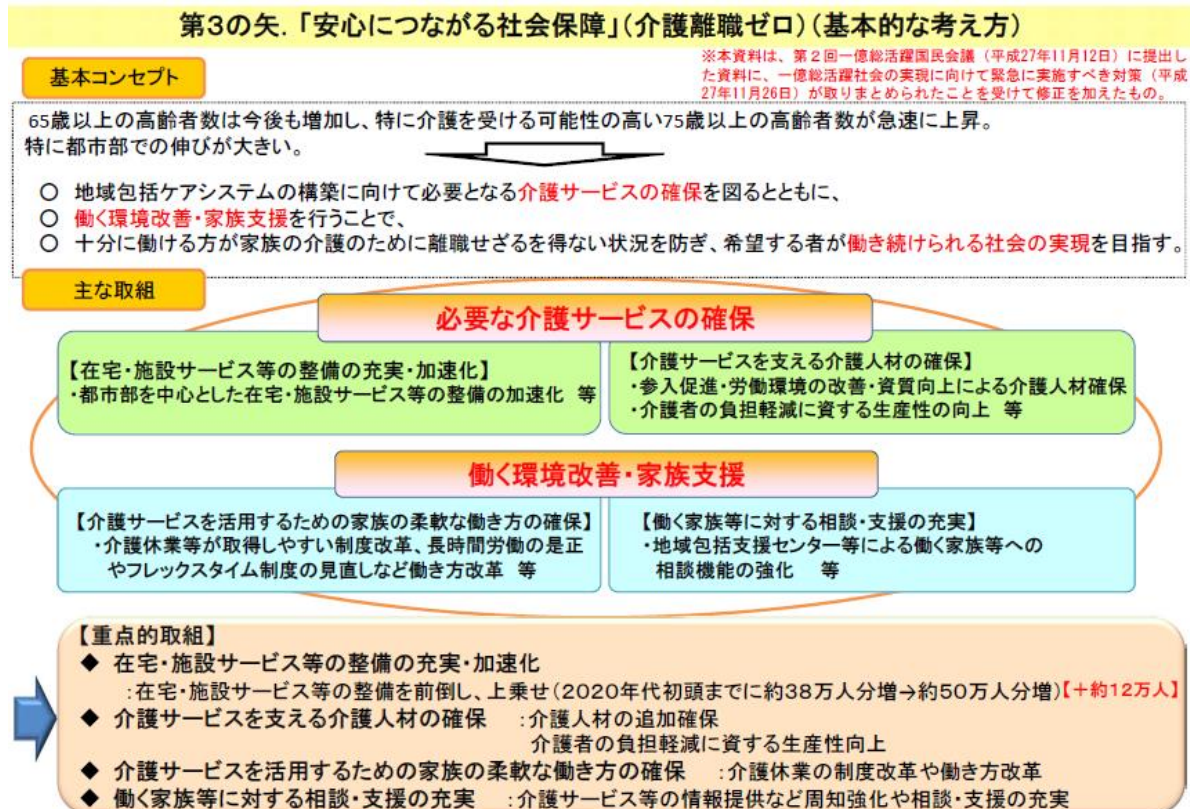 第3の矢.「安心につながる社会保障」(介護離職ゼロ)(基本的な考え方)
※本資料は、第2回一億総活躍国民会議(平成27年11月12日)に提出し
た資料に、一億総活躍社会の実現に向けて緊急に実施すべき対策(平成
27年11月26日)が取りまとめられたことを受けて修正を加えたもの。
基本コンセプト
65歳以上の高齢者数は今後も増加し、特に介護を受ける可能性の高い75歳以上の高齢者数が急速に上昇。
特に都市部での伸びが大きい。
○ 地域包括ケアシステムの構築に向けて必要となる介護サービスの確保を図るとともに、
○ 働く環境改善・家族支援を行うことで、
○ 十分に働ける方が家族の介護のために離職せざるを得ない状況を防ぎ、希望する者が働き続けられる社会の実現を目指す。
主な取組
必要な介護サービスの確保
【在宅・施設サービス等の整備の充実・加速化】
・都市部を中心とした在宅・施設サービス等の整備の加速化 等
【介護サービスを支える介護人材の確保】
・参入促進・労働環境の改善・資質向上による介護人材確保
・介護者の負担軽減に資する生産性の向上 等
働く環境改善・家族支援
【介護サービスを活用するための家族の柔軟な働き方の確保】
・介護休業等が取得しやすい制度改革、長時間労働の是正
やフレックスタイム制度の見直しなど働き方改革 等
【働く家族等に対する相談・支援の充実】
・地域包括支援センター等による働く家族等への
相談機能の強化 等
【重点的取組】
◆ 在宅・施設サービス等の整備の充実・加速化
:在宅・施設サービス等の整備を前倒し、上乗せ(2020年代初頭までに約38万人分増→約50万人分増)【+約12万人】
◆ 介護サービスを支える介護人材の確保 :介護人材の追加確保
介護者の負担軽減に資する生産性向上
◆ 介護サービスを活用するための家族の柔軟な働き方の確保 :介護休業の制度改革や働き方改革
◆ 働く家族等に対する相談・支援の充実 :介護サービス等の情報提供など周知強化や相談・支援の充実